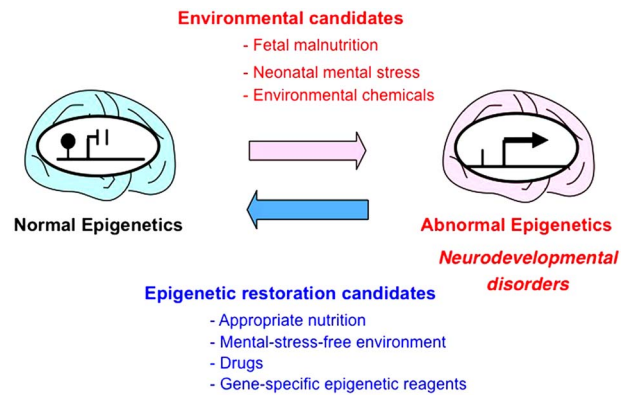 Environmental candidates
- Fetal malnutrition
- Neonatal mental stress
- Environmental chemicals
Normal Epigenetics
Abnormal Epigenetics
Neurodevelopmental
disorders
Epigenetic restoration candidates
- Appropriate nutrition
- Mental-stress-free environment
- Drugs
- Gene-specific epigenetic reagents